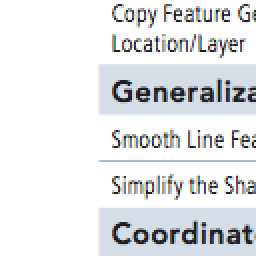 Copy Feature Ge
Location/Layer
Generaliza
Smooth Line Fea
Simplify the Sha
Coordinat